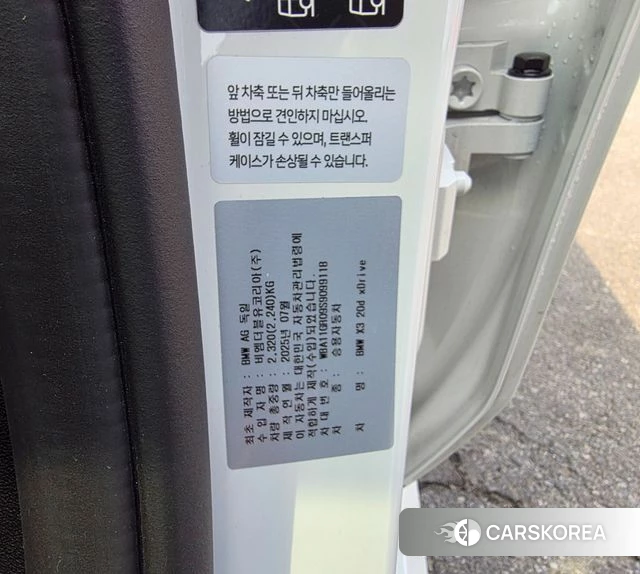 앞 차축 또는 뒤 차축만 들어올리는
방법으로 견인하지 마십시오.
휠이 잠길 수 있으며, 트랜스퍼
케이스가 손상될 수 있습니다.
최초 제작자 : BMW AG 독일
수 입 자 명 : 비엠더블유코리아(주)
차량 총중량 : 2,320(2,240)KG
제 작 연 월 : 2025년 07월
이 자동차는 대한민국 자동차관리법령에
적합하게 제작(수입)되었습니다.
차 대 번 호 : WBA11GR09S9099118
차 종 : 승용자동차
차 명 : BMW X3 20d xDrive
CARSKOREA